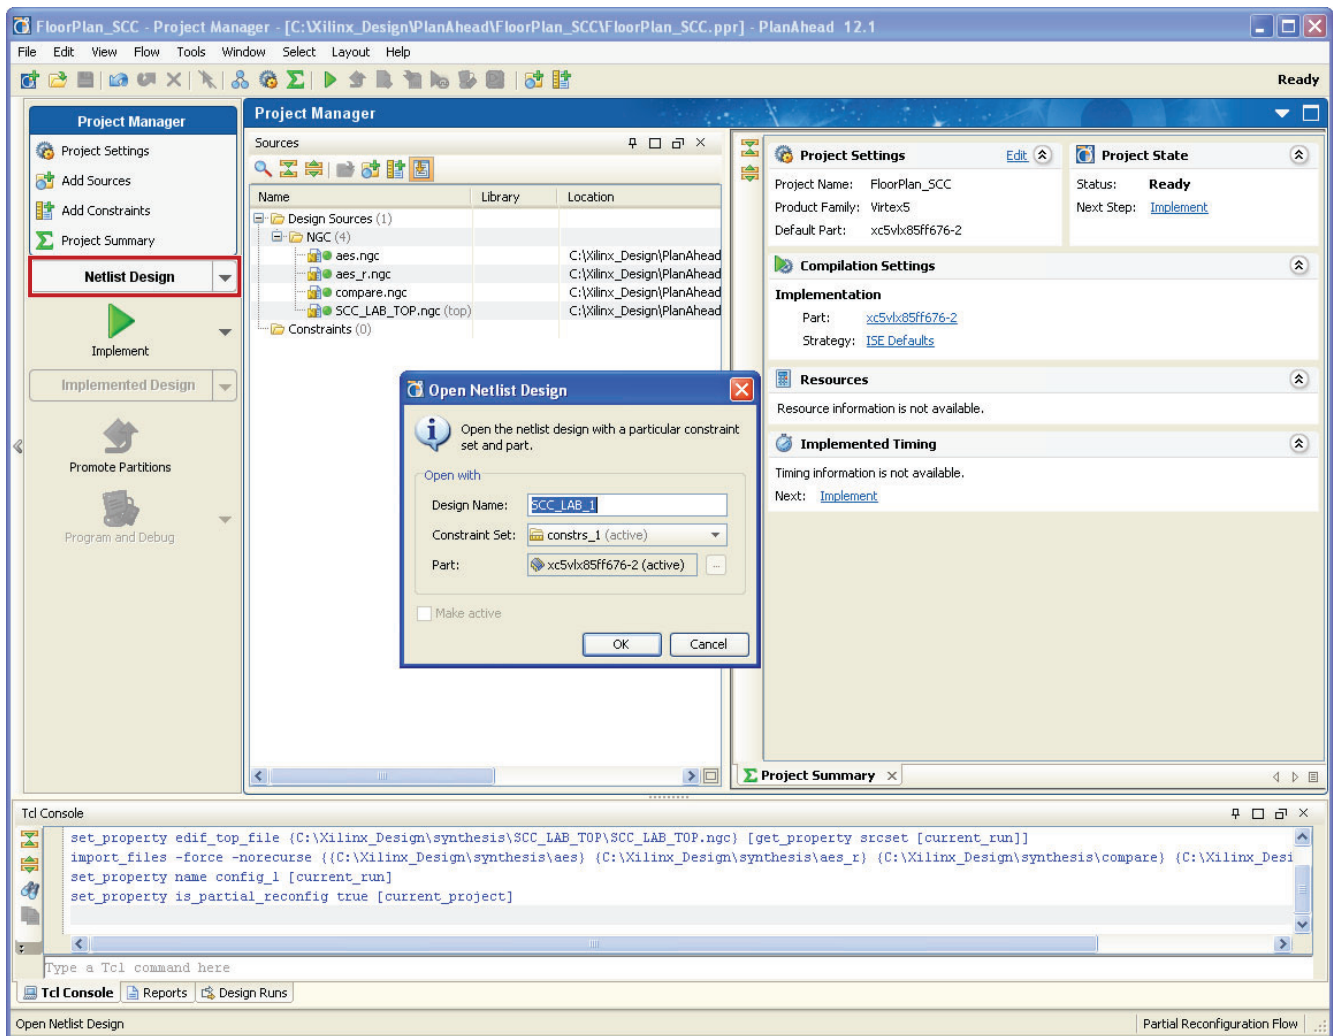 FloorPlan_SCC - Project Manager - [C:\Xilinx_Design\PlanAhead\FloorPlan_SCC\FloorPlan_SCC.ppr] - PlanAhead 12.1
File Edit View Flow Tools Window Select Layout Help
Ready
Project Manager
Project Settings
Add Sources
Add Constraints
Project Summary
Netlist Design
Implement
Implemented Design
Promote Partitions
Program and Debug
Project Manager
Sources
Name Library Location
Design Sources (1)
NGC (4)
aes.ngc C:\Xilinx_Design\PlanAhead
aes_r.ngc C:\Xilinx_Design\PlanAhead
compare.ngc C:\Xilinx_Design\PlanAhead
SCC_LAB_TOP.ngc (top) C:\Xilinx_Design\PlanAhead
Constraints (0)
Project Settings Edit
Project Name: FloorPlan_SCC
Product Family: Virtex5
Default Part: xc5vlx85ff676-2
Project State
Status: Ready
Next Step: Implement
Compilation Settings
Implementation
Part: xc5vlx85ff676-2
Strategy: ISE Defaults
Resources
Resource information is not available.
Implemented Timing
Timing information is not available.
Next: Implement
Project Summary
Open Netlist Design
Open the netlist design with a particular constraint
set and part.
Open with
Design Name: SCC_LAB_1
Constraint Set: constrs_1 (active)
Part: xc5vlx85ff676-2 (active)
...
Make active
OK Cancel
Tcl Console
set_property edif_top_file {C:\Xilinx_Design\synthesis\SCC_LAB_TOP\SCC_LAB_TOP.ngc} [get_property srcset [current_run]]
import_files -force -norecurse {{C:\Xilinx_Design\synthesis\aes} {C:\Xilinx_Design\synthesis\aes_r} {C:\Xilinx_Design\synthesis\compare} {C:\Xilinx_Desi
set_property name config_1 [current_run]
set_property is_partial_reconfig true [current_project]
Type a Tcl command here
Tcl Console Reports Design Runs
Open Netlist Design
Partial Reconfiguration Flow